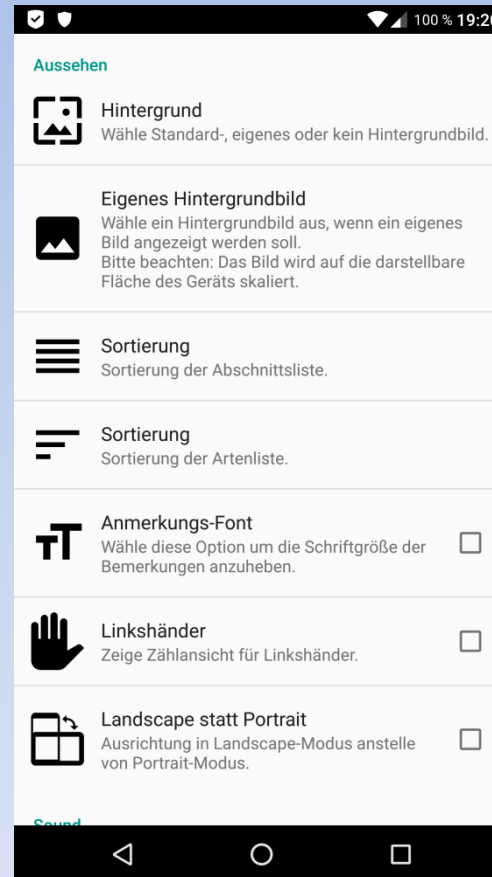 100 % 19:20
Aussehen
Hintergrund
Wähle Standard-, eigenes oder kein Hintergrundbild.
Eigenes Hintergrundbild
Wähle ein Hintergrundbild aus, wenn ein eigenes
Bild angezeigt werden soll.
Bitte beachten: Das Bild wird auf die darstellbare
Fläche des Geräts skaliert.
Sortierung
Sortierung der Abschnittsliste.
Sortierung
Sortierung der Artenliste.
Anmerkungs-Font
Wähle diese Option um die Schriftgröße der
Bemerkungen anzuheben.
Linkshänder
Zeige Zählansicht für Linkshänder.
Landscape statt Portrait
Ausrichtung in Landscape-Modus anstelle
von Portrait-Modus.
Sound